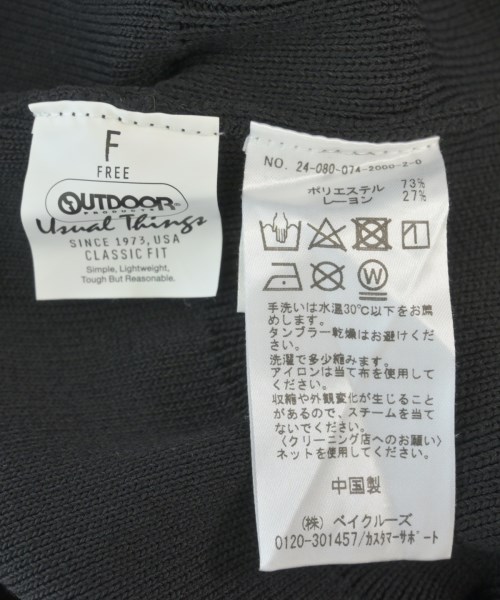 F
FREE
OUTDOOR
PRODUCTS
Usual Things
SINCE 1973, USA
CLASSIC FIT
Simple, Lightweight,
Tough But Reasonable.
NO. 24-080-074-2000-2-0
ポリエステル 73%
レーヨン 27%
W
手洗いは水温30℃以下をお薦
めします。
タンブラー乾燥はお避けくださ
い。
洗濯で多少縮みます。
アイロンは当て布を使用して
ください。
収縮や外観変化が生じること
があるので、スチームを当て
ないでください。
〈クリーニング店へのお願い〉
ネットを使用してください。
中国製
(株) ベイクルーズ
0120-301457/カスタマーサポート